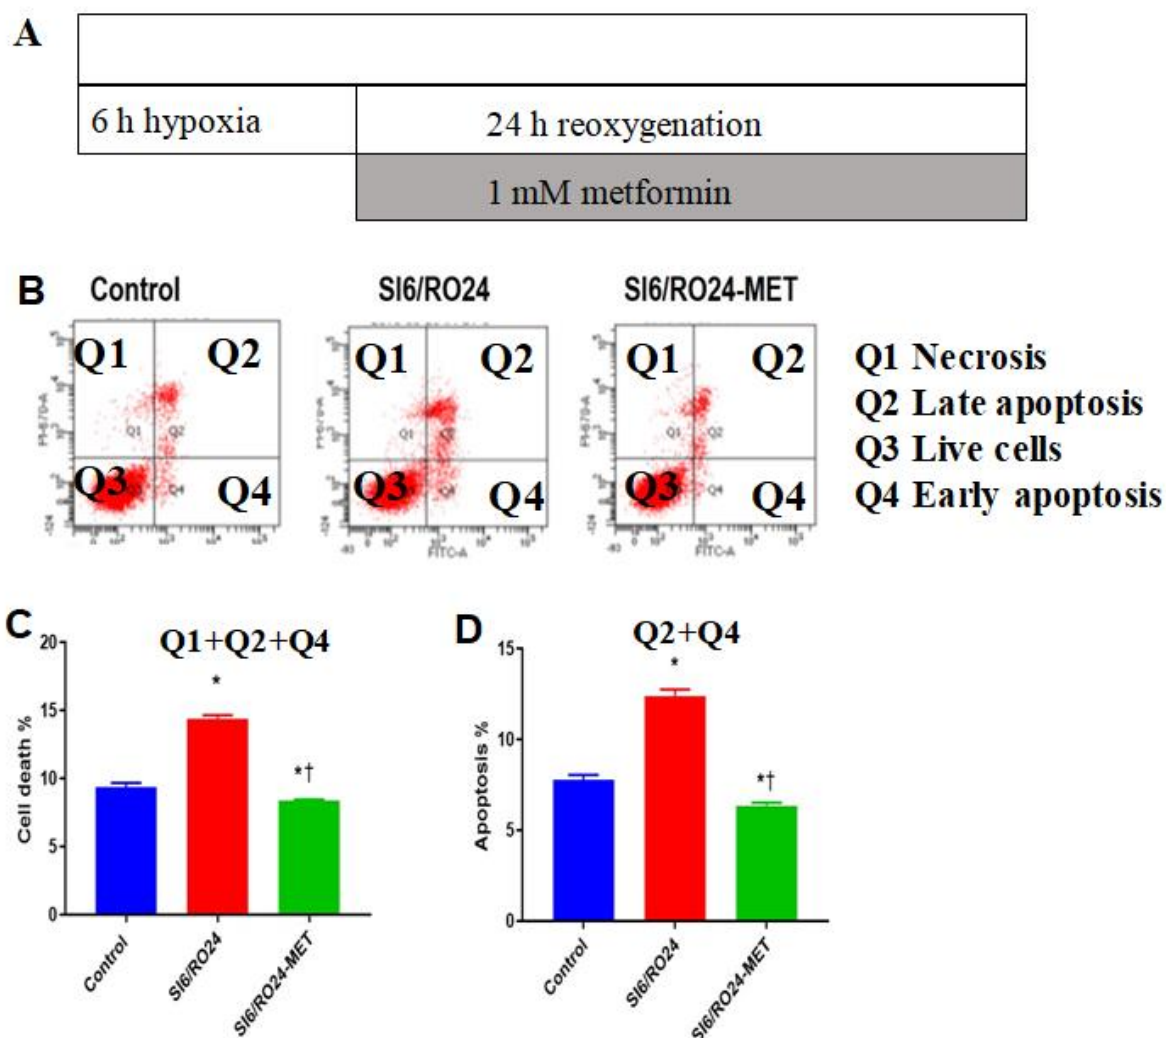 A
6 h hypoxia
24 h reoxygenation
1 mM metformin
B
Control
SI6/RO24
SI6/RO24-MET
Q1
Q2
Q3
Q4
Q1
Q2
Q3
Q4
FITC-A
Q1
Q2
Q3
Q4
FITC-A
Q1 Necrosis
Q2 Late apoptosis
Q3 Live cells
Q4 Early apoptosis
C
Q1+Q2+Q4
Cell death %
20
15
10
5
0
*
*†
Control
SI6/RO24
SI6/RO24-MET
D
Q2+Q4
Apoptosis %
15
10
5
0
*
*†
Control
SI6/RO24
SI6/RO24-MET